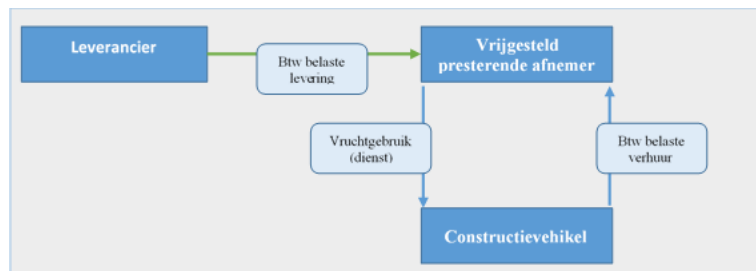 Leverancier
Btw belaste
levering
Vrijgesteld
presterende afnemer
Vruchtgebruik
(dienst)
Btw belaste
verhuur
Constructievehikel